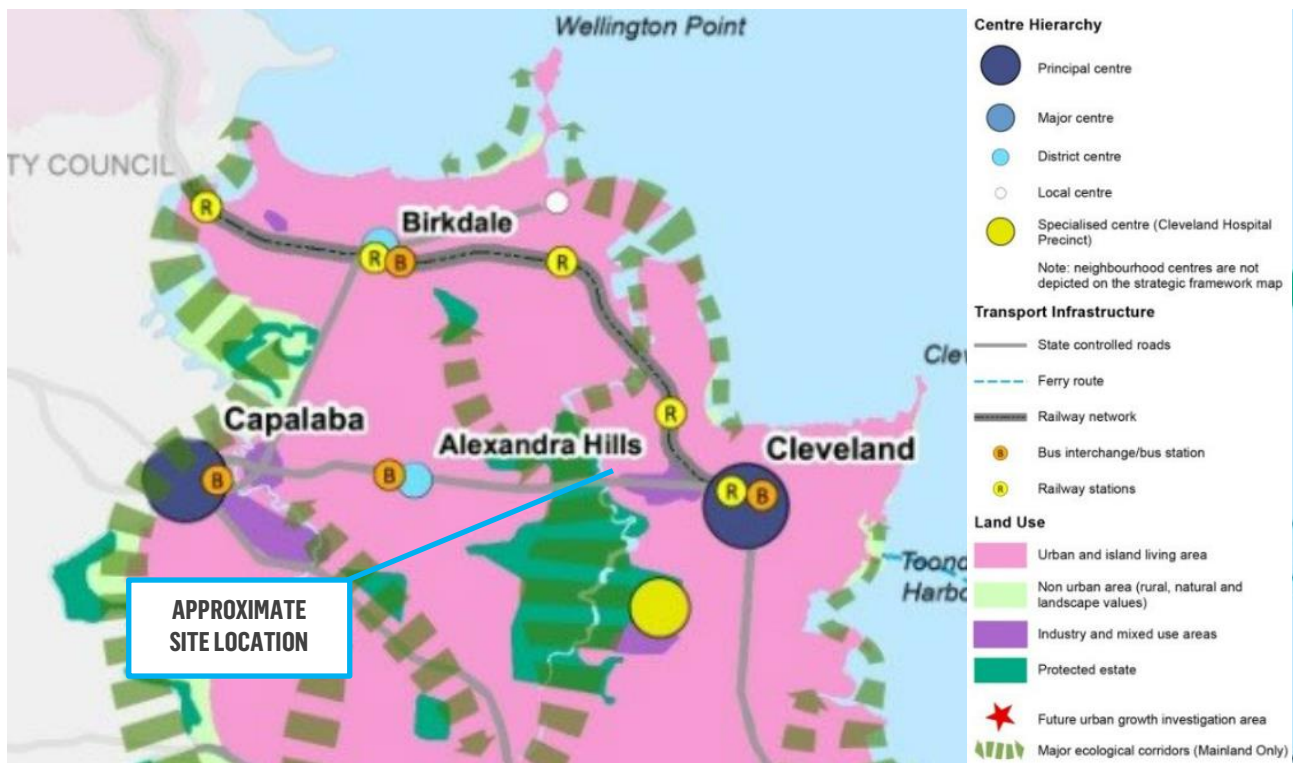 Wellington Point
TY COUNCIL
R
Birkdale
R
B
R
Cle
Capalaba
R
Alexandra Hills
Cleveland
B
B
R
B
Toond
Harbo
APPROXIMATE
SITE LOCATION
Centre Hierarchy
Principal centre
Major centre
District centre
Local centre
Specialised centre (Cleveland Hospital
Precinct)
Note: neighbourhood centres are not
depicted on the strategic framework map
Transport Infrastructure
State controlled roads
Ferry route
Railway network
B
Bus interchange/bus station
R
Railway stations
Land Use
Urban and island living area
Non urban area (rural, natural and
landscape values)
Industry and mixed use areas
Protected estate
Future urban growth investigation area
Major ecological corridors (Mainland Only)